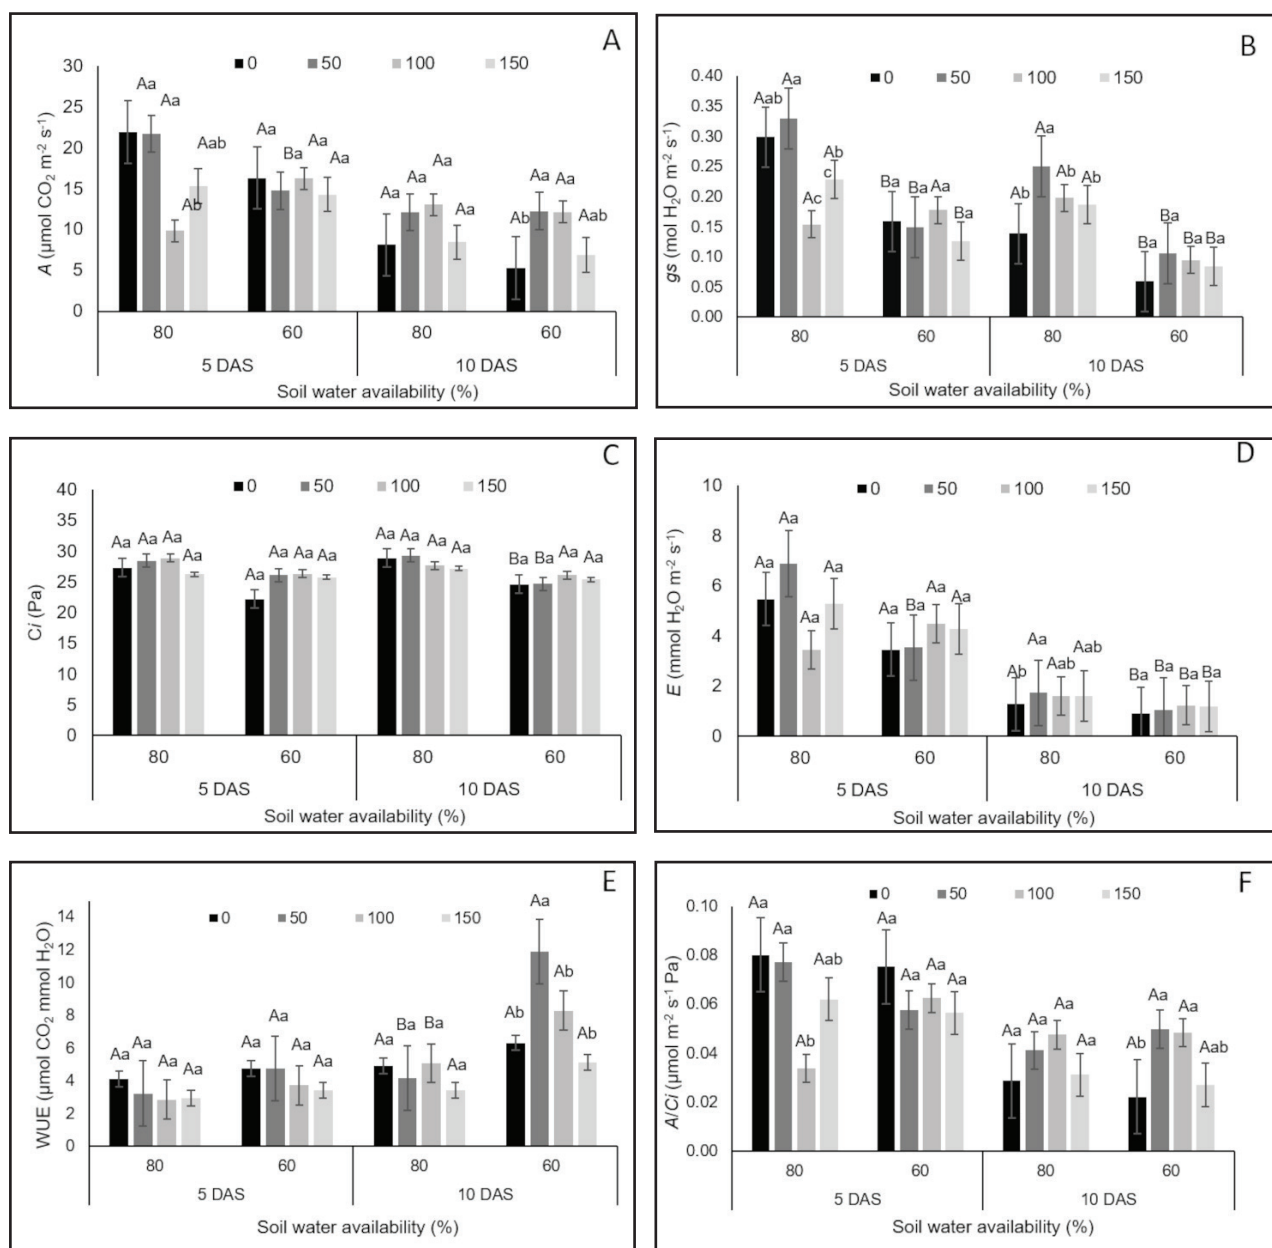 A
0 50 100 150
30
25
20
15
10
5
0
A (µmol CO₂ m⁻² s⁻¹)
Aa Aa Ab Aab Aa Ba Aa Aa Aa Aa Aa Aa Ab Aa Aa Aab
80 60 80 60
5 DAS 10 DAS
Soil water availability (%)
B
0 50 100 150
0.40
0.35
0.30
0.25
0.20
0.15
0.10
0.05
0.00
gs (mol H₂O m⁻² s⁻¹)
Aab Aa Ac Ab
c
Ba Ba Aa Ba Ab Aa Ab Ab Ba Ba Ba Ba
80 60 80 60
5 DAS 10 DAS
Soil water availability (%)
C
0 50 100 150
40
35
30
25
20
15
10
5
0
Ci (Pa)
Aa Aa Aa Aa Aa Aa Aa Aa Aa Aa Aa Aa Ba Ba Aa Aa
80 60 80 60
5 DAS 10 DAS
Soil water availability (%)
D
0 50 100 150
10
8
6
4
2
0
E (mmol H₂O m⁻² s⁻¹)
Aa Aa Aa Aa Aa Ba Aa Aa Ab Aa Aab Aab Ba Ba Ba Ba
80 60 80 60
5 DAS 10 DAS
Soil water availability (%)
E
0 50 100 150
14
12
10
8
6
4
2
0
WUE (µmol CO₂ mmol H₂O)
Aa Aa Aa Aa Aa Aa Aa Aa Aa Ba Ba Aa Ab Aa Ab Ab
80 60 80 60
5 DAS 10 DAS
Soil water availability (%)
F
0 50 100 150
0.10
0.08
0.06
0.04
0.02
0.00
A/Ci (µmol m⁻² s⁻¹ Pa)
Aa Aa Ab Aab Aa Aa Aa Aa Aa Aa Aa Aa Ab Aa Aa Aab
80 60 80 60
5 DAS 10 DAS
Soil water availability (%)